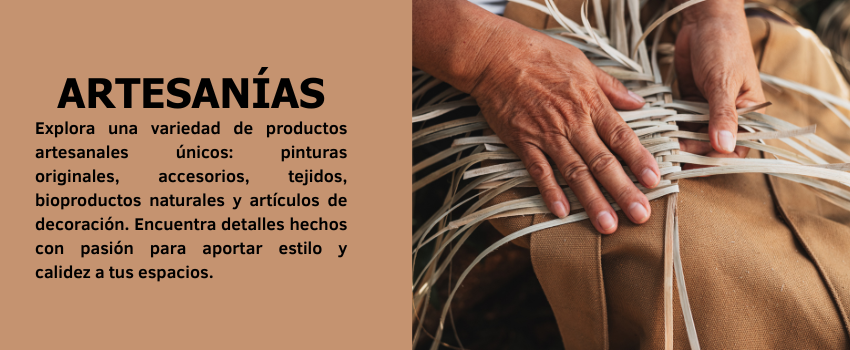 ARTESANÍAS
Explora una variedad de productos
artesanales únicos: pinturas
originales, accesorios, tejidos,
bioproductos naturales y artículos de
decoración. Encuentra detalles hechos
con pasión para aportar estilo y
calidez a tus espacios.